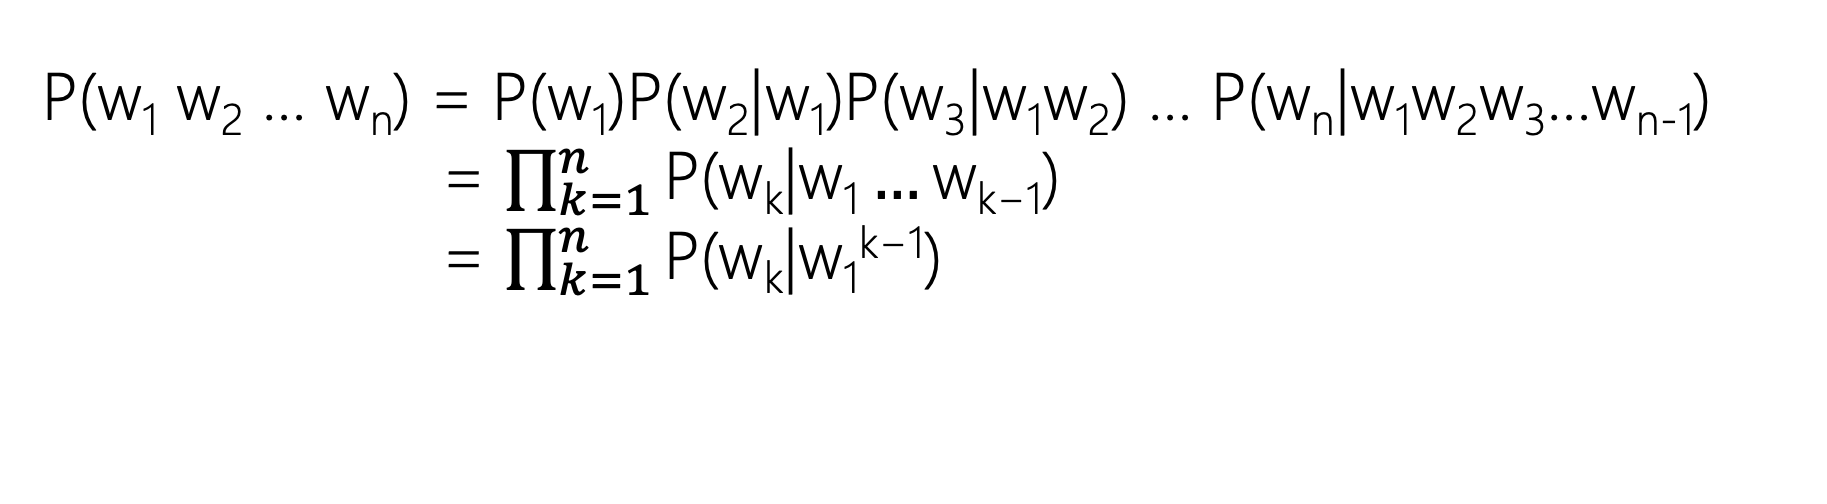 P(w₁ w₂ ... wₙ) = P(w₁)P(w₂|w₁)P(w₃|w₁w₂) ... P(wₙ|w₁w₂w₃...wₙ₋₁)
= ∏ⁿₖ₌₁ P(wₖ|w₁ ... wₖ₋₁)
= ∏ⁿₖ₌₁ P(wₖ|w₁ᵏ⁻¹)